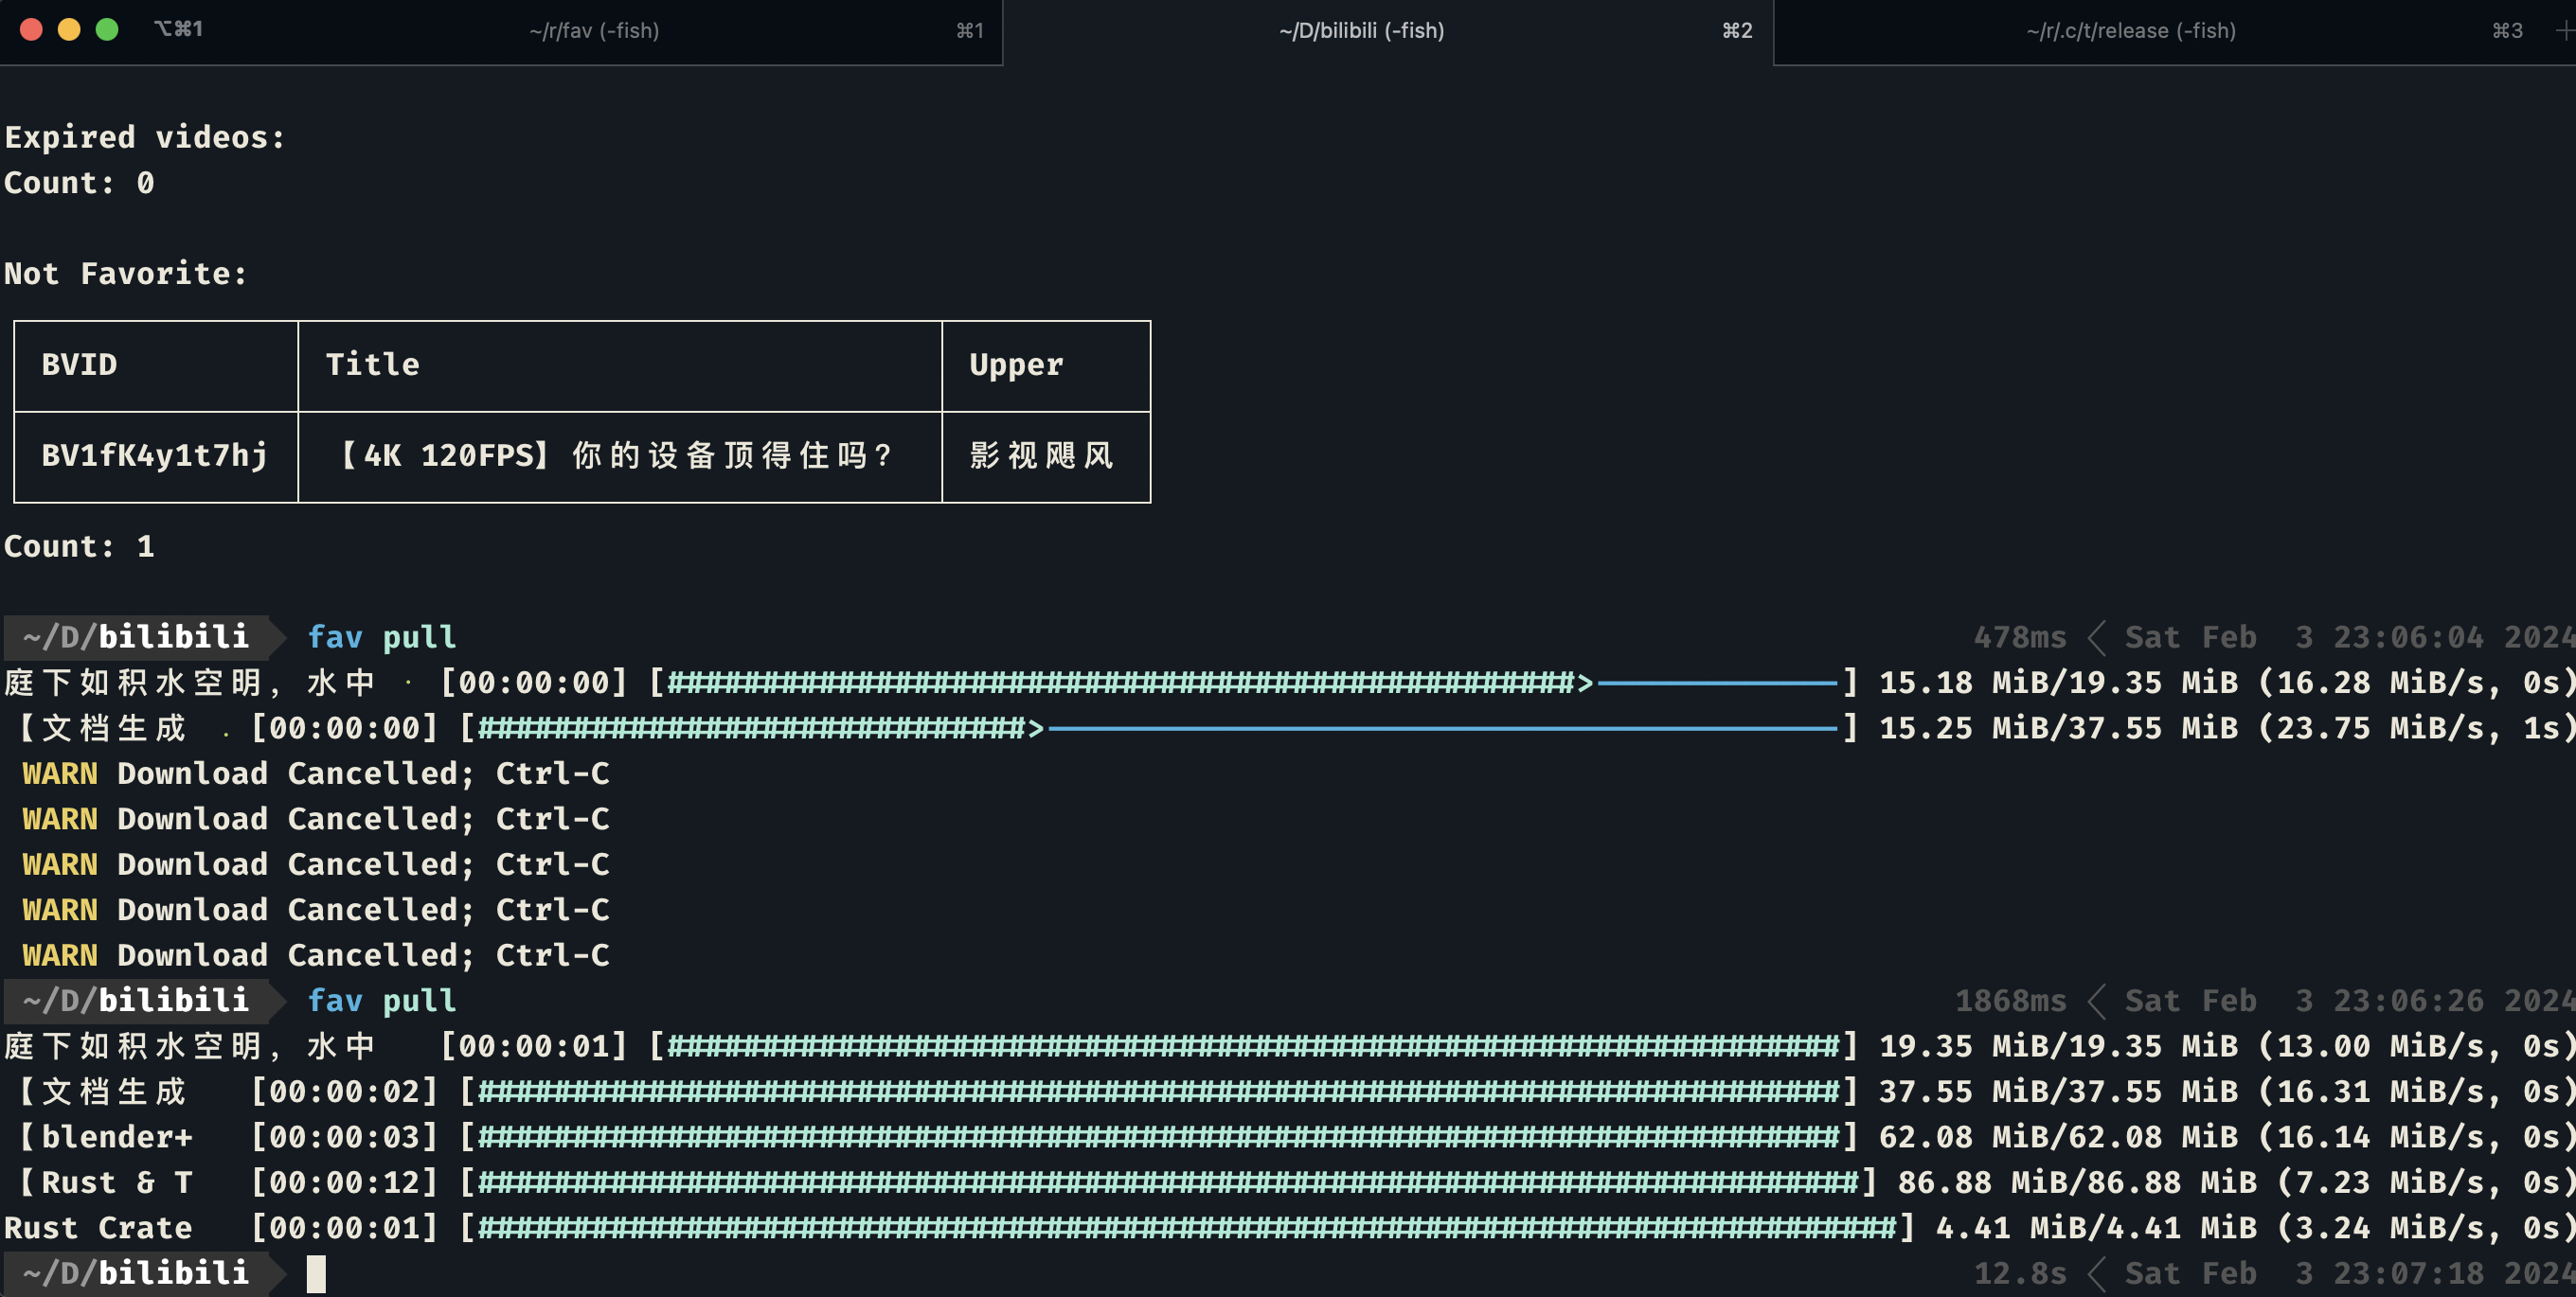 ⌥⌘1 ~/r/fav (-fish) ⌘1 ~/D/bilibili (-fish) ⌘2 ~/r/.c/t/release (-fish) ⌘3 +
Expired videos:
Count: 0
Not Favorite:
BVID Title Upper
BV1fK4y1t7hj 【4K 120FPS】你的设备顶得住吗？ 影视飓风
Count: 1
~/D/bilibili fav pull 478ms Sat Feb  3 23:06:04 2024
庭下如积水空明，水中 · [00:00:00] [################################################>────────────] 15.18 MiB/19.35 MiB (16.28 MiB/s, 0s)
【文档生成 . [00:00:00] [#############################>──────────────────────────────────────────] 15.25 MiB/37.55 MiB (23.75 MiB/s, 1s)
WARN Download Cancelled; Ctrl-C
WARN Download Cancelled; Ctrl-C
WARN Download Cancelled; Ctrl-C
WARN Download Cancelled; Ctrl-C
WARN Download Cancelled; Ctrl-C
~/D/bilibili fav pull 1868ms Sat Feb  3 23:06:26 2024
庭下如积水空明，水中 [00:00:01] [##############################################################] 19.35 MiB/19.35 MiB (13.00 MiB/s, 0s)
【文档生成 [00:00:02] [########################################################################] 37.55 MiB/37.55 MiB (16.31 MiB/s, 0s)
【blender+ [00:00:03] [########################################################################] 62.08 MiB/62.08 MiB (16.14 MiB/s, 0s)
【Rust & T [00:00:12] [#########################################################################] 86.88 MiB/86.88 MiB (7.23 MiB/s, 0s)
Rust Crate [00:00:01] [###########################################################################] 4.41 MiB/4.41 MiB (3.24 MiB/s, 0s)
~/D/bilibili 12.8s Sat Feb  3 23:07:18 2024